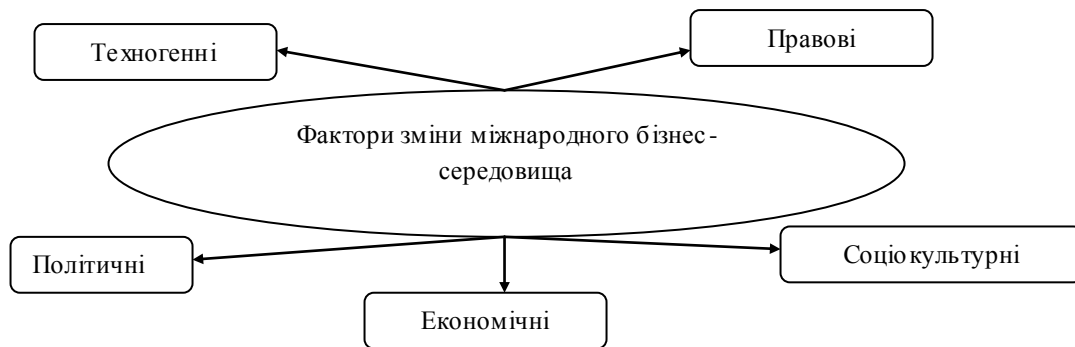 Техногенні
Правові
Фактори зміни міжнародного бізнес-
середовища
Політичні
Економічні
Соціокультурні